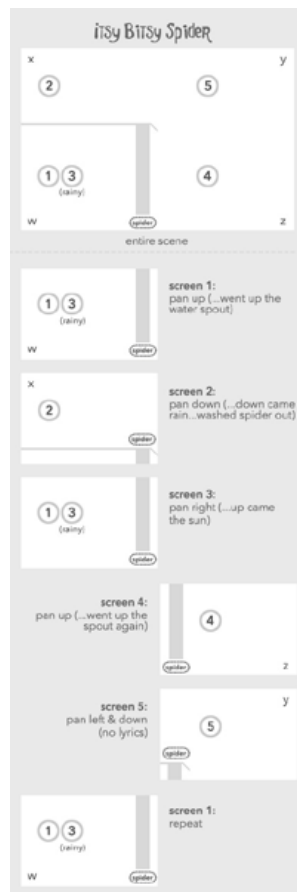 iTSy BiTSy Spider
x
y
2
5
1 3
4
(rainy)
w
spider
z
entire scene
1 3
(rainy)
w
spider
screen 1:
pan up (...went up the
water spout)
x
2
spider
screen 2:
pan down (...down came
rain...washed spider out)
1 3
(rainy)
spider
screen 3:
pan right (...up came
the sun)
screen 4:
pan up (...went up the
spout again)
4
spider
z
screen 5:
pan left & down
(no lyrics)
y
5
spider
1 3
(rainy)
w
spider
screen 1:
repeat